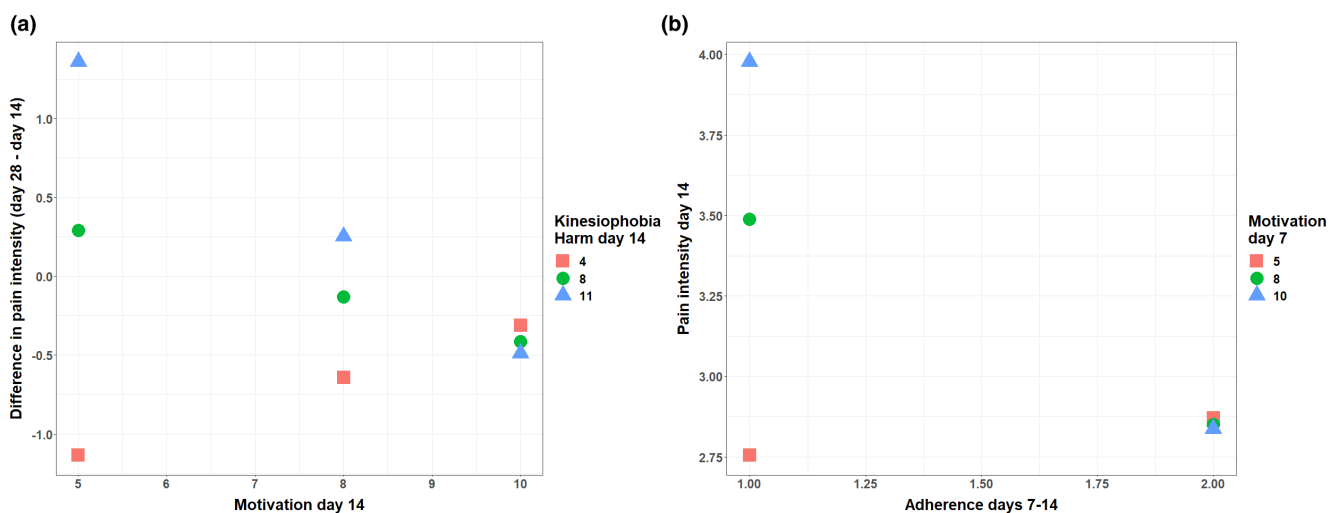 (a)
Difference in pain intensity (day 28 - day 14)
1.0
0.5
0.0
-0.5
-1.0
5 6 7 8 9 10
Motivation day 14
Kinesiophobia
Harm day 14
4
8
11
(b)
Pain intensity day 14
4.00
3.75
3.50
3.25
3.00
2.75
1.00 1.25 1.50 1.75 2.00
Adherence days 7-14
Motivation
day 7
5
8
10